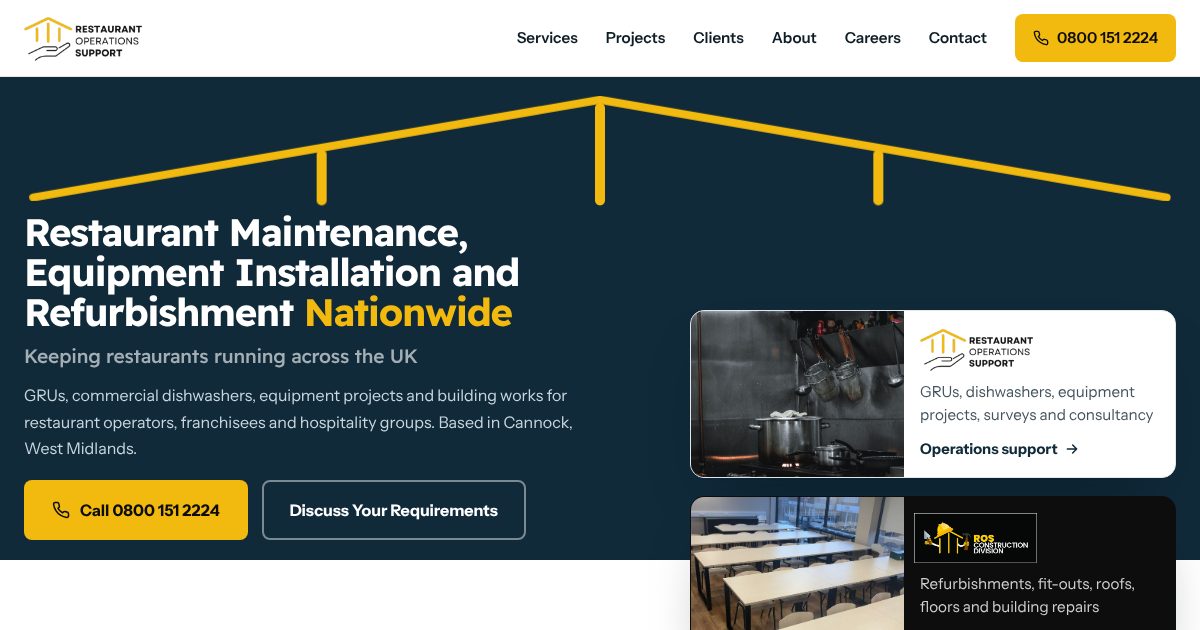 RESTAURANT
OPERATIONS
SUPPORT
Services Projects Clients About Careers Contact 0800 151 2224
Restaurant Maintenance,
Equipment Installation and
Refurbishment Nationwide
Keeping restaurants running across the UK
GRUs, commercial dishwashers, equipment projects and building works for
restaurant operators, franchisees and hospitality groups. Based in Cannock,
West Midlands.
Call 0800 151 2224 Discuss Your Requirements
RESTAURANT
OPERATIONS
SUPPORT
GRUs, dishwashers, equipment
projects, surveys and consultancy
Operations support →
ROS
CONSTRUCTION
DIVISION
Refurbishments, fit-outs, roofs,
floors and building repairs